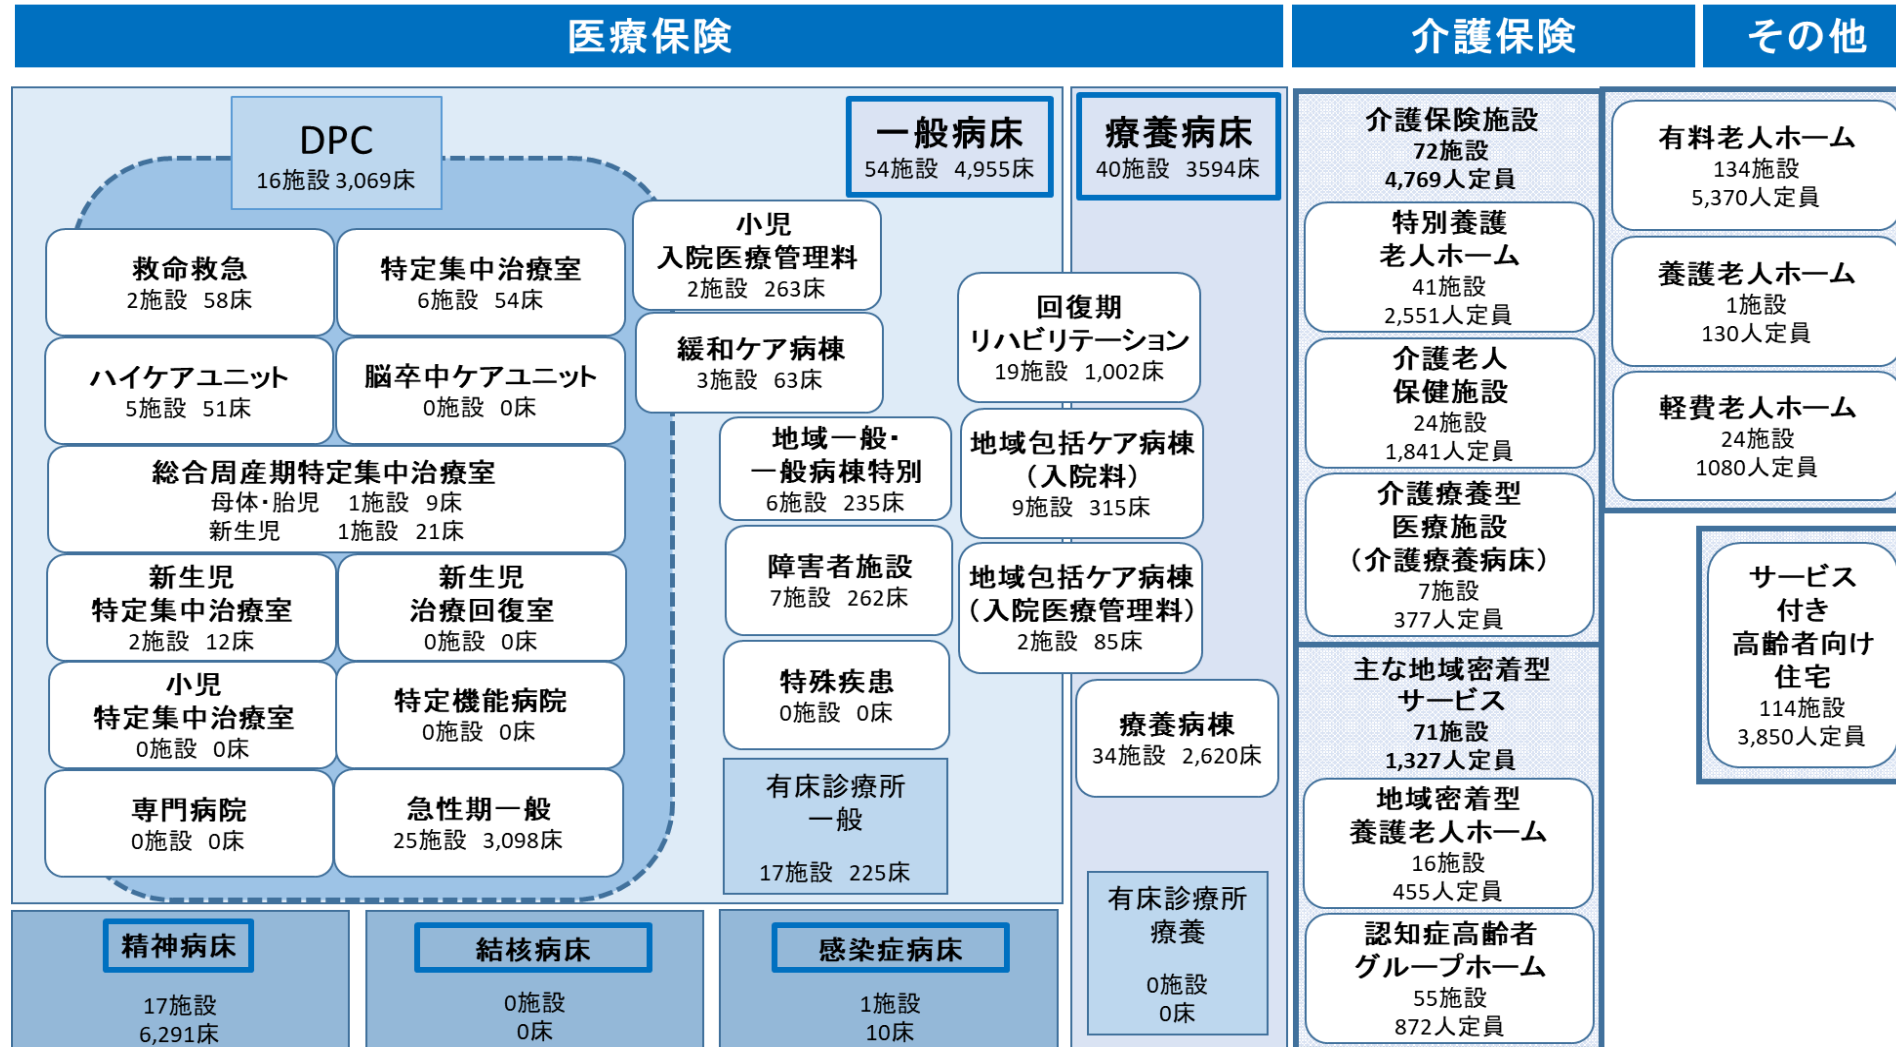 医療保険
介護保険
その他
DPC
16施設 3,069床
一般病床
54施設 4,955床
療養病床
40施設 3594床
救命救急
2施設 58床
特定集中治療室
6施設 54床
ハイケアユニット
5施設 51床
脳卒中ケアユニット
0施設 0床
総合周産期特定集中治療室
母体・胎児 1施設 9床
新生児 1施設 21床
新生児
特定集中治療室
2施設 12床
新生児
治療回復室
0施設 0床
小児
特定集中治療室
0施設 0床
特定機能病院
0施設 0床
専門病院
0施設 0床
急性期一般
25施設 3,098床
小児
入院医療管理料
2施設 263床
緩和ケア病棟
3施設 63床
地域一般・
一般病棟特別
6施設 235床
障害者施設
7施設 262床
特殊疾患
0施設 0床
有床診療所
一般
17施設 225床
回復期
リハビリテーション
19施設 1,002床
地域包括ケア病棟
（入院料）
9施設 315床
地域包括ケア病棟
（入院医療管理料）
2施設 85床
療養病棟
34施設 2,620床
有床診療所
療養
0施設
0床
精神病床
17施設
6,291床
結核病床
0施設
0床
感染症病床
1施設
10床
介護保険施設
72施設
4,769人定員
特別養護
老人ホーム
41施設
2,551人定員
介護老人
保健施設
24施設
1,841人定員
介護療養型
医療施設
（介護療養病床）
7施設
377人定員
主な地域密着型
サービス
71施設
1,327人定員
地域密着型
養護老人ホーム
16施設
455人定員
認知症高齢者
グループホーム
55施設
872人定員
有料老人ホーム
134施設
5,370人定員
養護老人ホーム
1施設
130人定員
軽費老人ホーム
24施設
1080人定員
サービス
付き
高齢者向け
住宅
114施設
3,850人定員